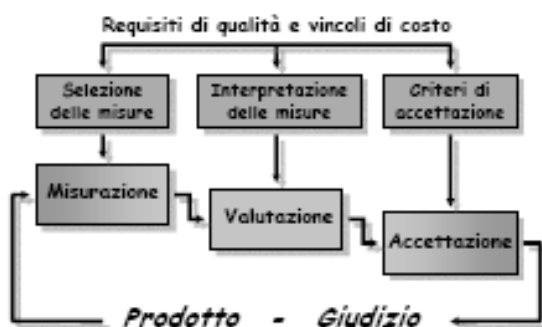 Requisiti di qualità e vincoli di costo
Selezione
delle misure
Interpretazione
delle misure
Criteri di
accettazione
Misurazione
Valutazione
Accettazione
Prodotto - Giudizio